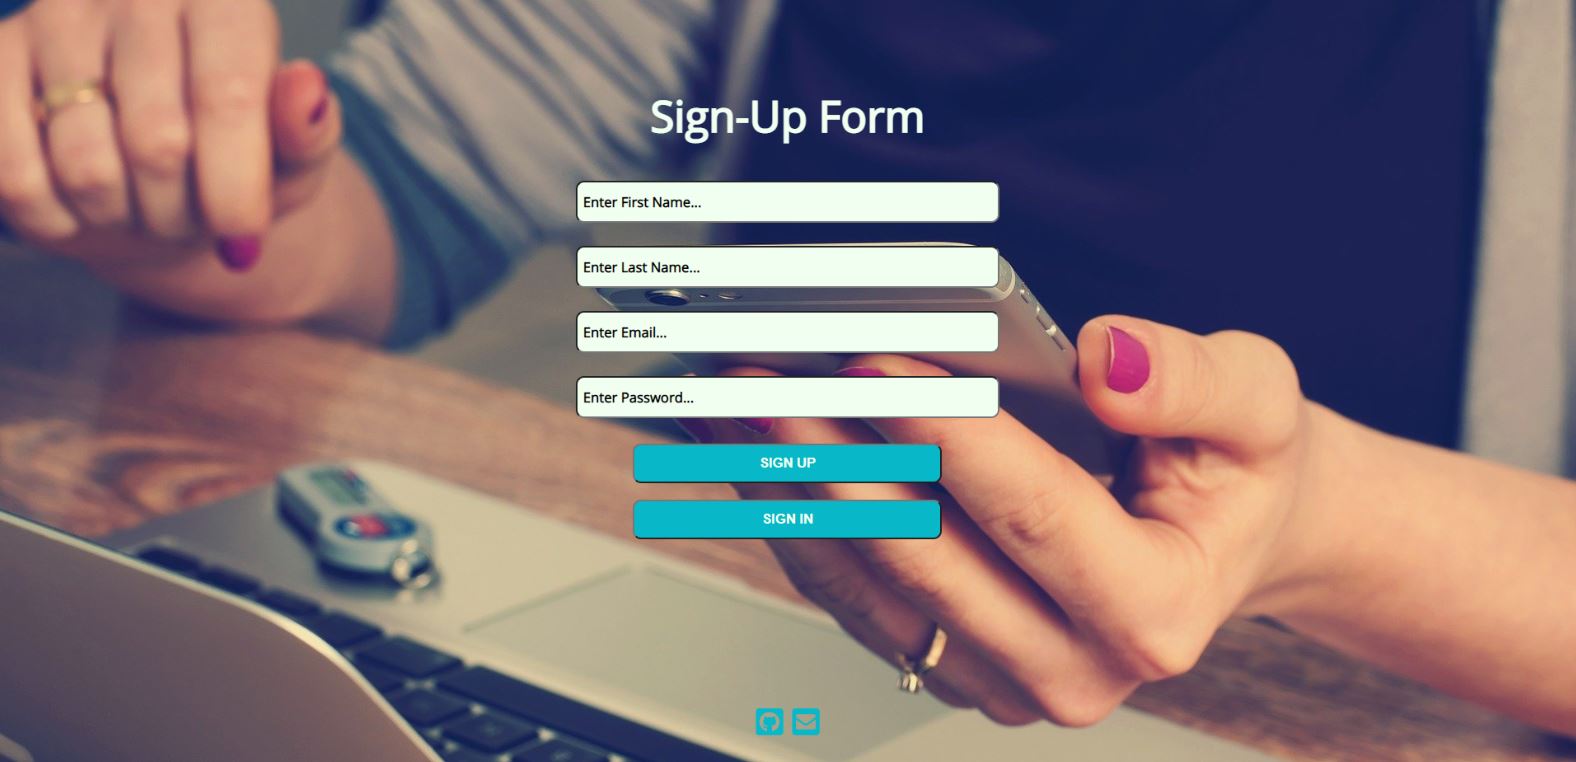 Sign-Up Form
Enter First Name...
Enter Last Name...
Enter Email...
Enter Password...
SIGN UP
SIGN IN